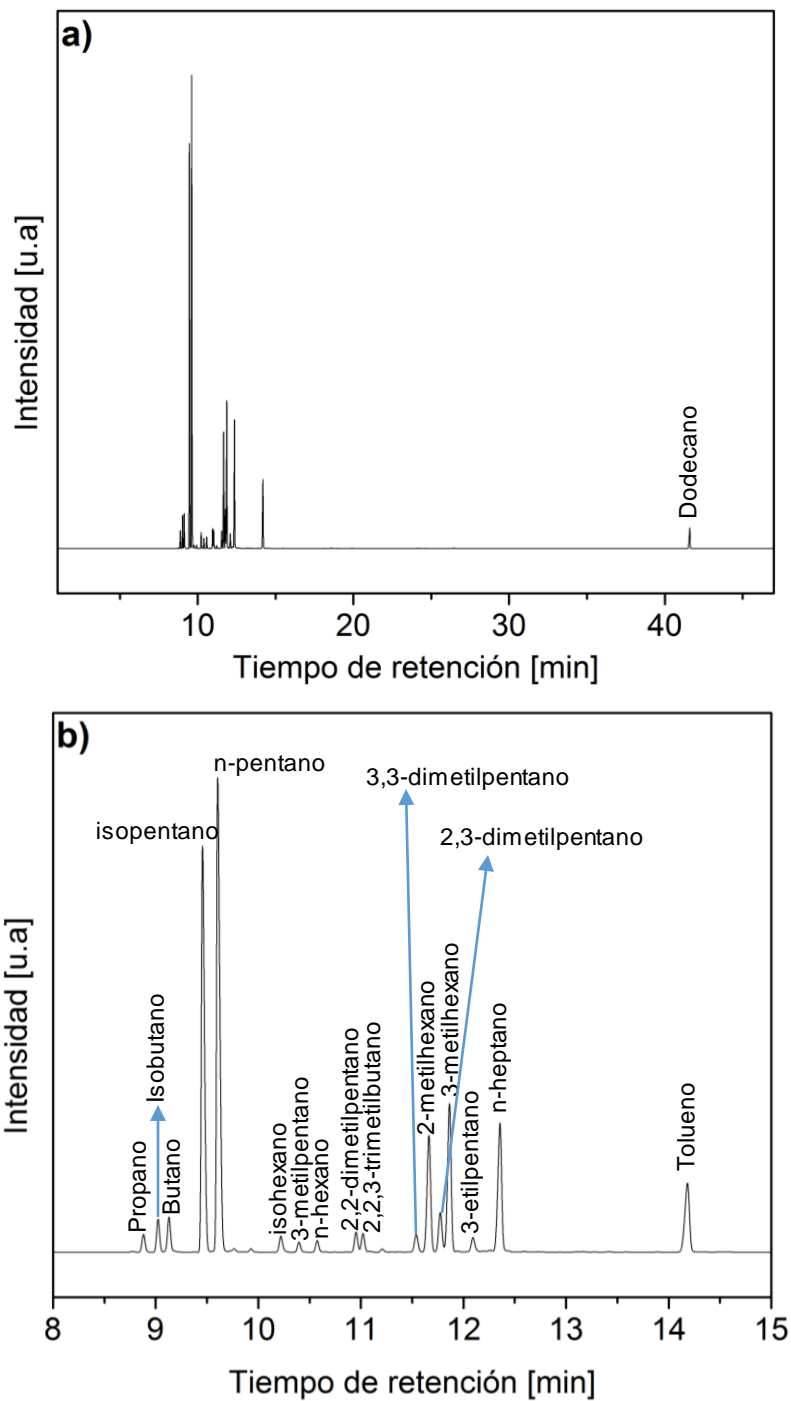 a)
Intensidad [u.a]
Dodecano
10 20 30 40
Tiempo de retención [min]
b)
n-pentano
3,3-dimetilpentano
isopentano
2,3-dimetilpentano
Intensidad [u.a]
Propano
Isobutano
Butano
isohexano
3-metilpentano
n-hexano
2,2-dimetilpentano
2,2,3-trimetilbutano
2-metilhexano
3-metilhexano
3-etilpentano
n-heptano
Tolueno
8 9 10 11 12 13 14 15
Tiempo de retención [min]